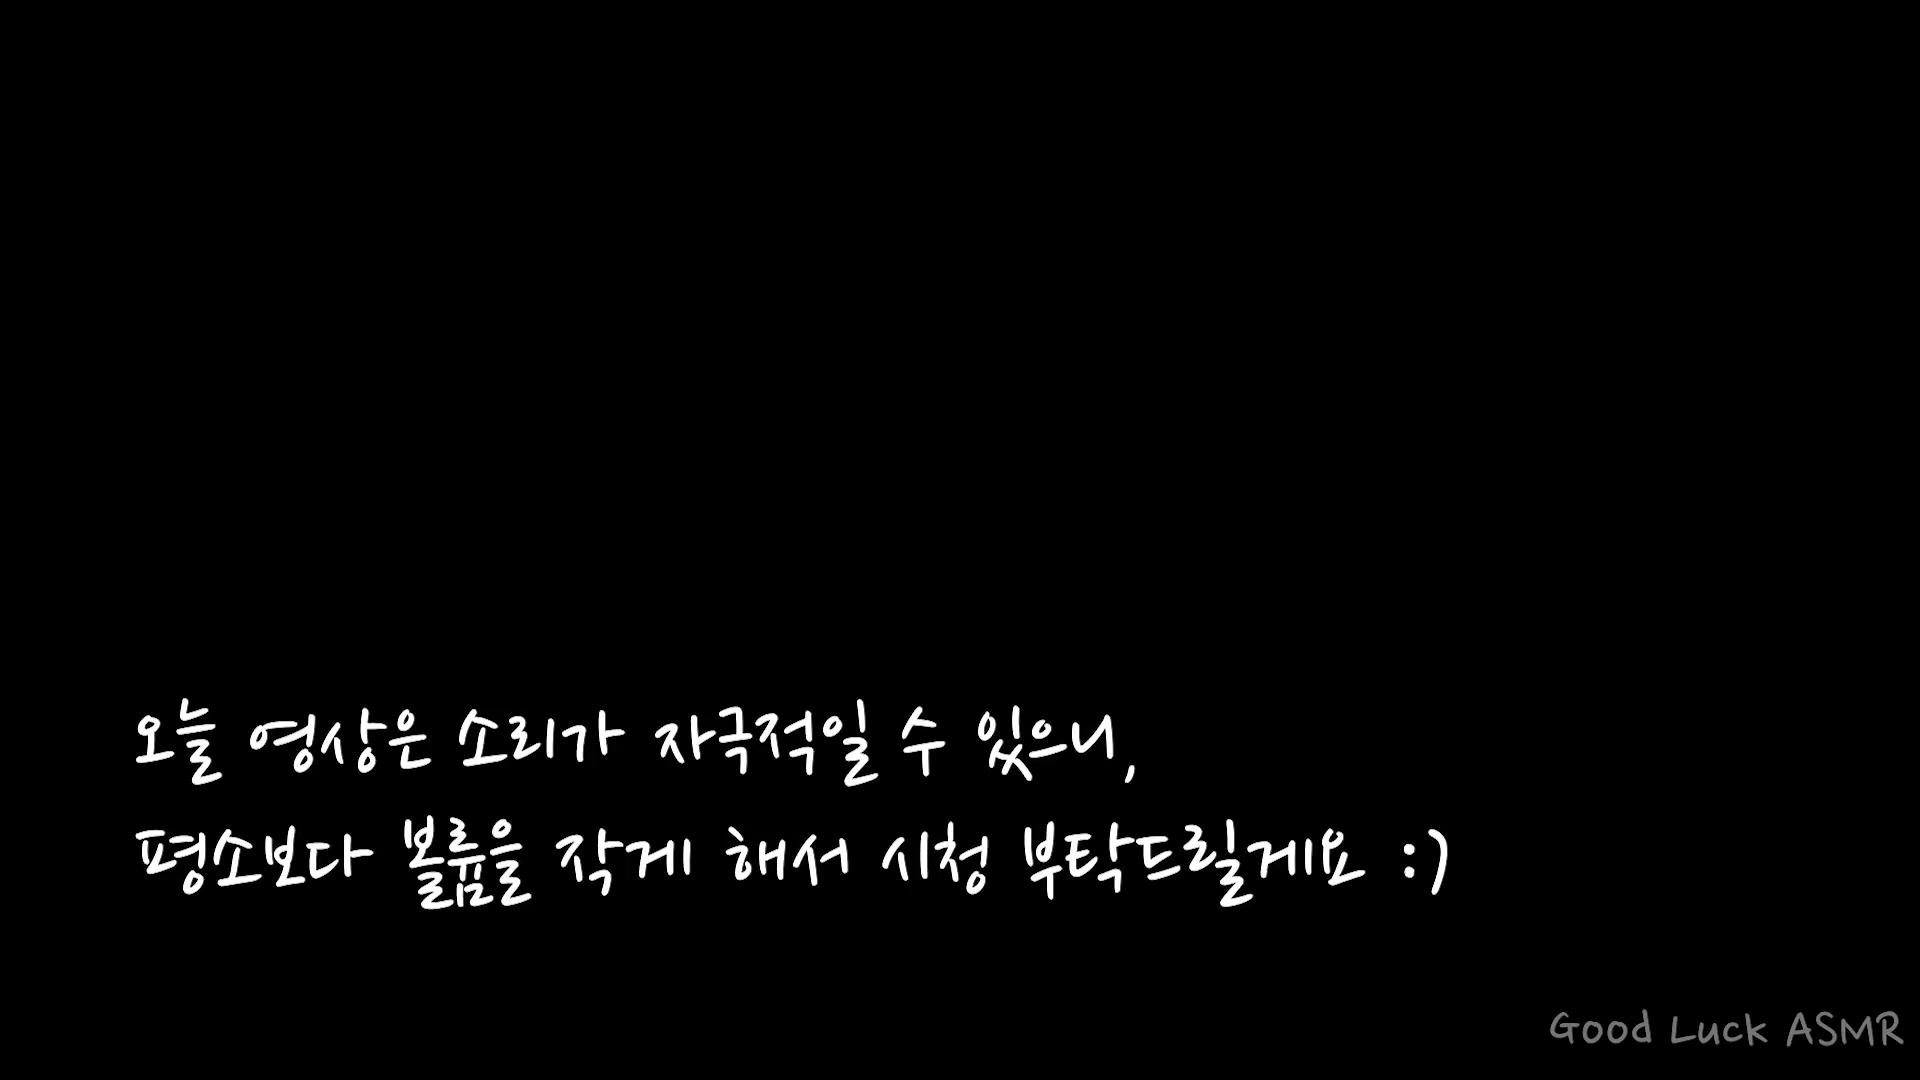 오늘 영상은 소리가 자극적일 수 있으니,
평소보다 볼륨을 작게 해서 시청 부탁드릴게요 :)
Good Luck ASMR